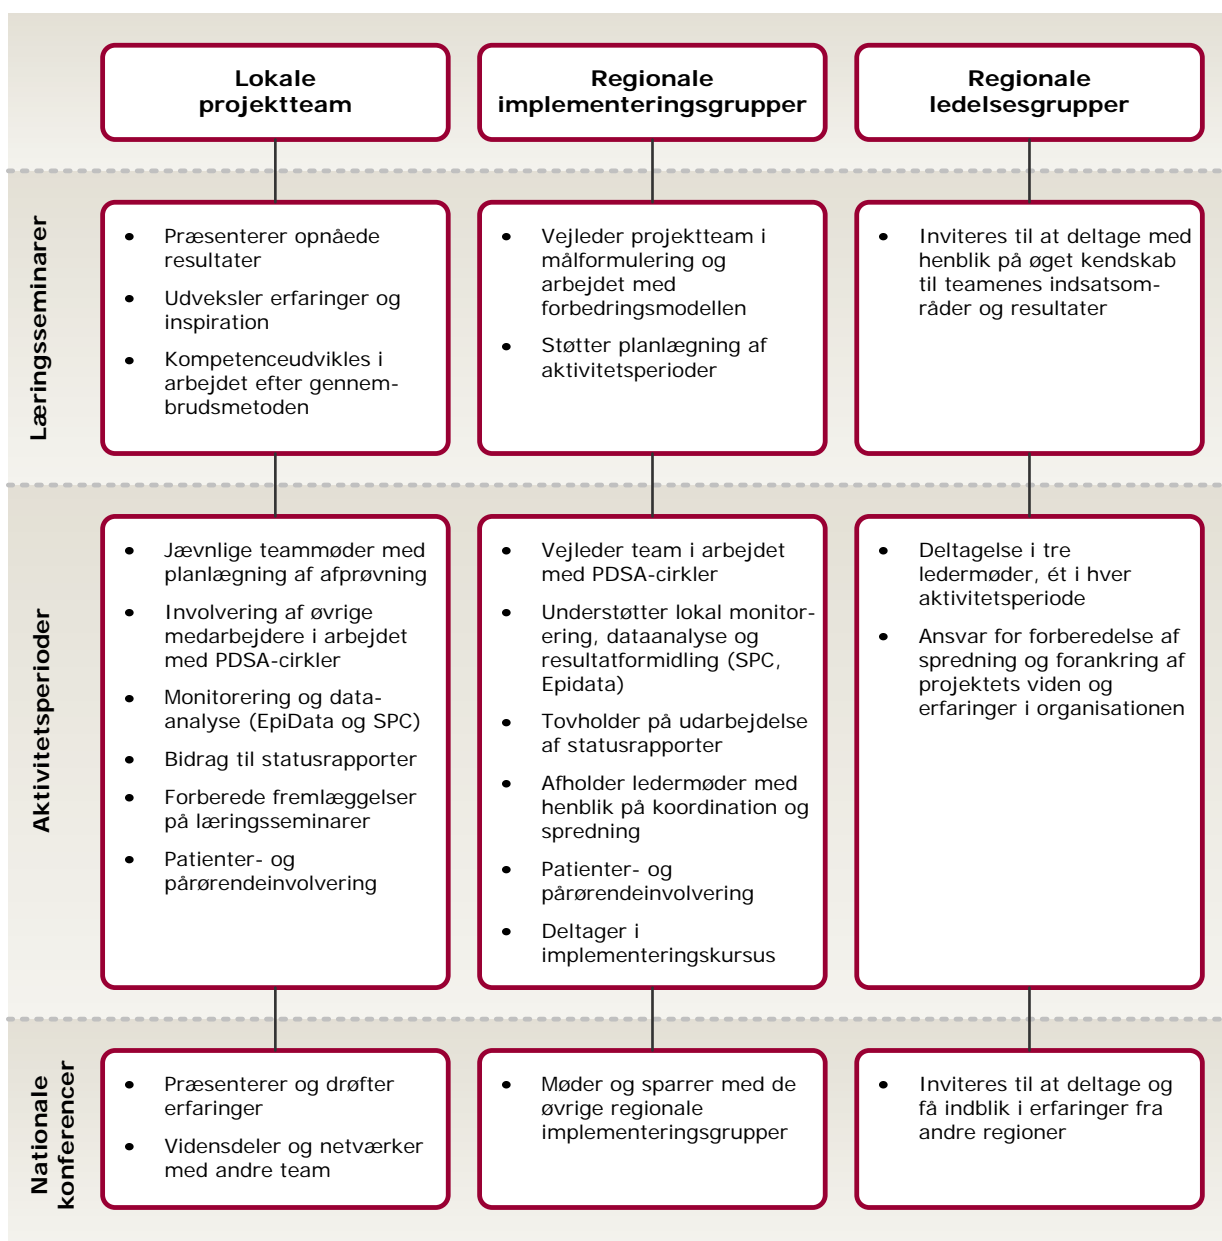 Lokale
projektteam
Regionale
implementeringsgrupper
Regionale
ledelsesgrupper
Læringsseminarer
• Præsenterer opnåede
resultater
• Udveksler erfaringer og
inspiration
• Kompetenceudvikles i
arbejdet efter gennem-
brudsmetoden
• Vejleder projektteam i
målformulering og
arbejdet med
forbedringsmodellen
• Støtter planlægning af
aktivitetsperioder
• Inviteres til at deltage med
henblik på øget kendskab
til teamenes indsatsom-
råder og resultater
Aktivitetsperioder
• Jævnlige teammøder med
planlægning af afprøvning
• Involvering af øvrige
medarbejdere i arbejdet
med PDSA-cirkler
• Monitorering og data-
analyse (EpiData og SPC)
• Bidrag til statusrapporter
• Forberede fremlæggelser
på læringsseminarer
• Patienter- og
pårørendeinvolvering
• Vejleder team i arbejdet
med PDSA-cirkler
• Understøtter lokal monitor-
ering, dataanalyse og
resultatformidling (SPC,
Epidata)
• Tovholder på udarbejdelse
af statusrapporter
• Afholder ledermøder med
henblik på koordination og
spredning
• Patienter- og
pårørendeinvolvering
• Deltager i
implementeringskursus
• Deltagelse i tre
ledermøder, ét i hver
aktivitetsperiode
• Ansvar for forberedelse af
spredning og forankring af
projektets viden og
erfaringer i organisationen
Nationale
konferencer
• Præsenterer og drøfter
erfaringer
• Vidensdeler og netværker
med andre team
• Møder og sparrer med de
øvrige regionale
implementeringsgrupper
• Inviteres til at deltage og
få indblik i erfaringer fra
andre regioner